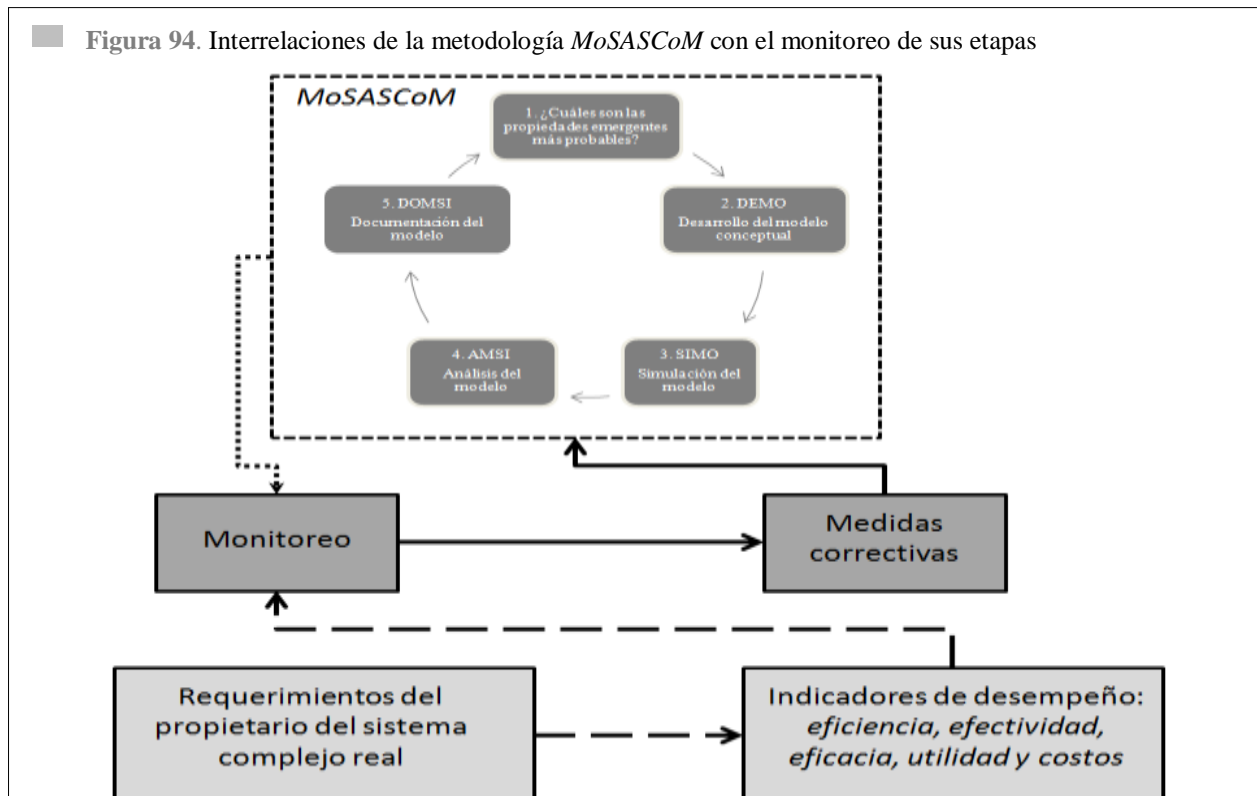 Figura 94. Interrelaciones de la metodología MoSASCoM con el monitoreo de sus etapas
MoSASCoM
1. ¿Cuáles son las
propiedades emergentes
más probables?
2. DEMO
Desarrollo del modelo
conceptual
3. SIMO
Simulación del
modelo
4. AMSI
Análisis del
modelo
5. DOMSI
Documentación del
modelo
Monitoreo
Medidas
correctivas
Requerimientos del
propietario del sistema
complejo real
Indicadores de desempeño:
eficiencia, efectividad,
eficacia, utilidad y costos